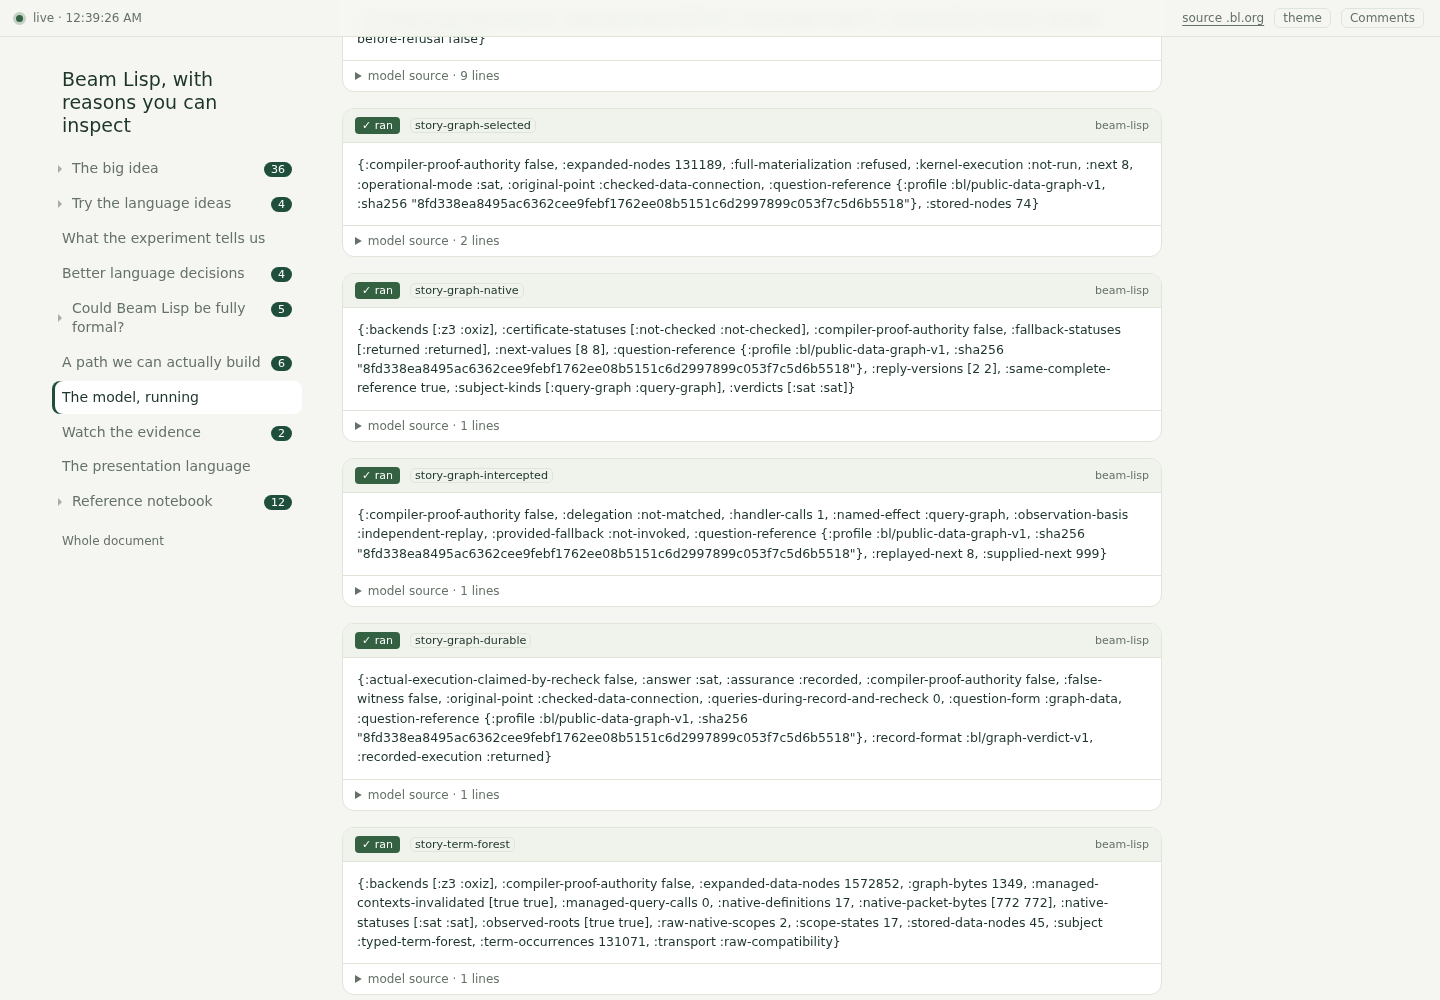 live · 12:39:26 AM
source .bl.org
theme
Comments
Beam Lisp, with
reasons you can
inspect
The big idea
36
Try the language ideas
4
What the experiment tells us
Better language decisions
4
Could Beam Lisp be fully
formal?
5
A path we can actually build
6
The model, running
Watch the evidence
2
The presentation language
Reference notebook
12
Whole document
before-refusal false}
model source · 9 lines
✓ ran story-graph-selected beam-lisp
{:compiler-proof-authority false, :expanded-nodes 131189, :full-materialization :refused, :kernel-execution :not-run, :next 8,
:operational-mode :sat, :original-point :checked-data-connection, :question-reference {:profile :bl/public-data-graph-v1,
:sha256 "8fd338ea8495ac6362cee9febf1762ee08b5151c6d2997899c053f7c5d6b5518"}, :stored-nodes 74}
model source · 2 lines
✓ ran story-graph-native beam-lisp
{:backends [:z3 :oxiz], :certificate-statuses [:not-checked :not-checked], :compiler-proof-authority false, :fallback-statuses
[:returned :returned], :next-values [8 8], :question-reference {:profile :bl/public-data-graph-v1, :sha256
"8fd338ea8495ac6362cee9febf1762ee08b5151c6d2997899c053f7c5d6b5518"}, :reply-versions [2 2], :same-complete-
reference true, :subject-kinds [:query-graph :query-graph], :verdicts [:sat :sat]}
model source · 1 lines
✓ ran story-graph-intercepted beam-lisp
{:compiler-proof-authority false, :delegation :not-matched, :handler-calls 1, :named-effect :query-graph, :observation-basis
:independent-replay, :provided-fallback :not-invoked, :question-reference {:profile :bl/public-data-graph-v1, :sha256
"8fd338ea8495ac6362cee9febf1762ee08b5151c6d2997899c053f7c5d6b5518"}, :replayed-next 8, :supplied-next 999}
model source · 1 lines
✓ ran story-graph-durable beam-lisp
{:actual-execution-claimed-by-recheck false, :answer :sat, :assurance :recorded, :compiler-proof-authority false, :false-
witness false, :original-point :checked-data-connection, :queries-during-record-and-recheck 0, :question-form :graph-data,
:question-reference {:profile :bl/public-data-graph-v1, :sha256
"8fd338ea8495ac6362cee9febf1762ee08b5151c6d2997899c053f7c5d6b5518"}, :record-format :bl/graph-verdict-v1,
:recorded-execution :returned}
model source · 1 lines
✓ ran story-term-forest beam-lisp
{:backends [:z3 :oxiz], :compiler-proof-authority false, :expanded-data-nodes 1572852, :graph-bytes 1349, :managed-
contexts-invalidated [true true], :managed-query-calls 0, :native-definitions 17, :native-packet-bytes [772 772], :native-
statuses [:sat :sat], :observed-roots [true true], :raw-native-scopes 2, :scope-states 17, :stored-data-nodes 45, :subject
:typed-term-forest, :term-occurrences 131071, :transport :raw-compatibility}
model source · 1 lines